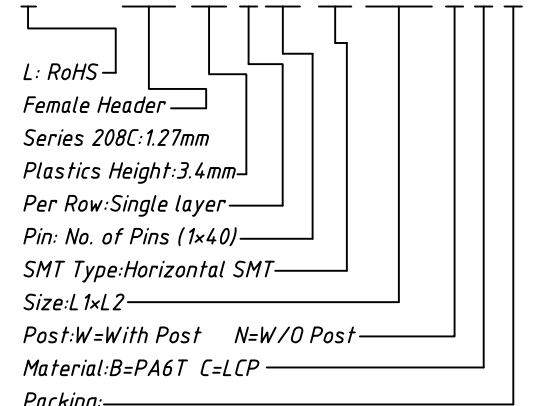 L: RoHS
Female Header
Series 208C:1.27mm
Plastics Height:3.4mm
Per Row:Single layer
Pin: No. of Pins (1×40)
SMT Type:Horizontal SMT
Size:L1×L2
Post:W=With Post N=W/O Post
Material:B=PA6T C=LCP
Packing: